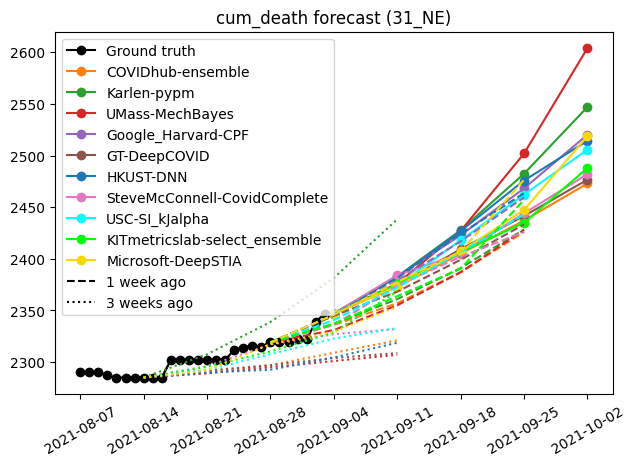 cum_death forecast (31_NE)
2600
2550
2500
2450
2400
2350
2300
Ground truth
COVIDhub-ensemble
Karlen-pypm
UMass-MechBayes
Google_Harvard-CPF
GT-DeepCOVID
HKUST-DNN
SteveMcConnell-CovidComplete
USC-SI_kJalpha
KITmetricslab-select_ensemble
Microsoft-DeepSTIA
1 week ago
3 weeks ago
2021-08-07
2021-08-14
2021-08-21
2021-08-28
2021-09-04
2021-09-11
2021-09-18
2021-09-25
2021-10-02